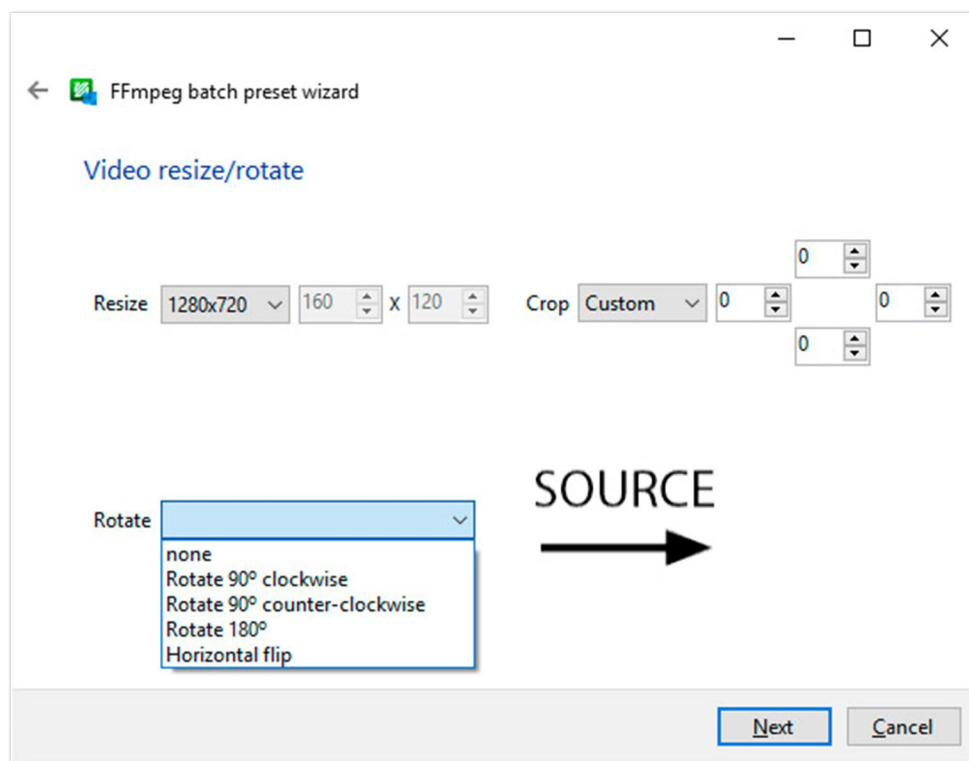 FFmpeg batch preset wizard
Video resize/rotate
0
Resize 1280x720 160 x 120 Crop Custom 0 0
0
SOURCE
Rotate
none
Rotate 90º clockwise
Rotate 90º counter-clockwise
Rotate 180º
Horizontal flip
Next Cancel